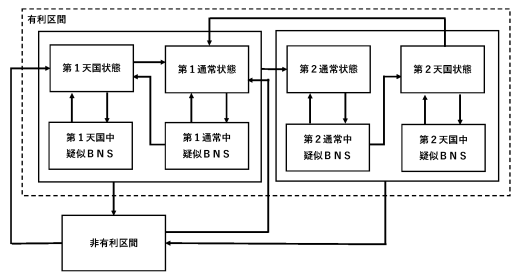 有利区間
第1天国状態
第1通常状態
第2通常状態
第2天国状態
第1天国中
疑似BNS
第1通常中
疑似BNS
第2通常中
疑似BNS
第2天国中
疑似BNS
非有利区間